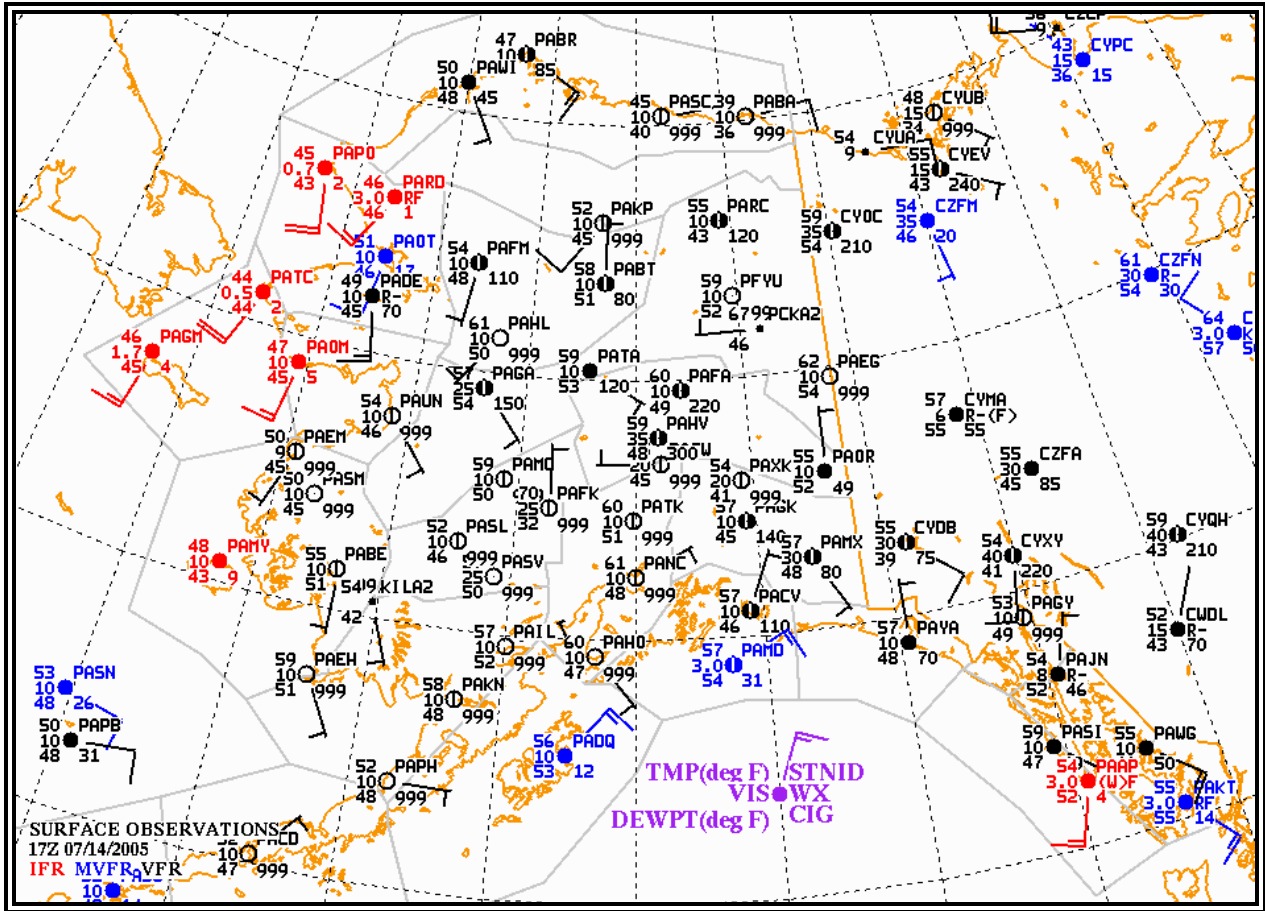 47 PABR
10 85
50 PAWI
10
48 45
45 PASC
10
40 999
39 PABA
10
36 999
48 CYUB
15
999
54 CYUA
9
55 CYEV
15
43 240
43 CYPC
15
36 15
45 PAPO
0.7
43 2
46 PARD
3.0 RF
46 1
51 PAOT
10
46 17
49 PADE
10 R-
45 70
54 PAFM
10
48 110
52 PAKP
10
45 999
58 PABT
10
51 80
55 PARC
10
43 120
59 CYOC
35
54 210
54 CZFM
35
46 20
61 CZFN
30 R-
54 30
64
3.0
57
44 PATC
0.5
44 2
46 PAGM
1.7
45 4
47 PAOM
10
45 5
61 PAHL
10
50 999
57 PAGA
25
54 150
59 PATA
10
53 120
59 PFYU
10
52
6799PCKA2
46
60 PAFA
10
49 220
62 PAEG
10
54 999
57 CYMA
6 R-(F)
55 55
54 PAUN
10
46 999
50 PAEM
9
45 999
50 PASM
10
45 999
59 PAMC
10
50
PAFK
25
32 999
59 PAHV
35
48 300
45 999
54 PAXK
20
41 999
PAGK
57
10
45 140
55 PAOR
10
52 49
55 CZFA
30
45 85
59 CYQH
40
43 210
48 PAMY
10
43 9
55 PABE
10
51
52 PASL
10
46 999
PASV
25
50 999
60 PATK
10
51 999
61 PANC
10
48 999
57 PAMX
30
48 80
55 CYDB
30
39 75
54 CYXY
40
41 220
KILA2
42
57 PACV
10
46 110
53 PAGY
10
49 999
52 CWDL
15 R-
43 70
57 PAYA
10
48 70
54 PAJN
8 R-
52 46
57 PAIL
10
52 999
60 PAHO
10
47 999
57 PAMD
3.0
54 31
59 PAEH
10
51 999
58 PAKN
10
48 999
53 PASN
10
48 26
50 PAPB
10
48 31
56 PADQ
10
53 12
52 PAPH
10
48 999
59 PASI
10
47
55 PAWG
10
50
54 PAAP
3.0 (W)F
52 4
55 PAKT
3.0 RF
55 14
TMP(deg F) STNID
VIS WX
DEWPT(deg F) CIG
10
47 999
10
SURFACE OBSERVATIONS
17Z 07/14/2005
IFR MVFR VFR